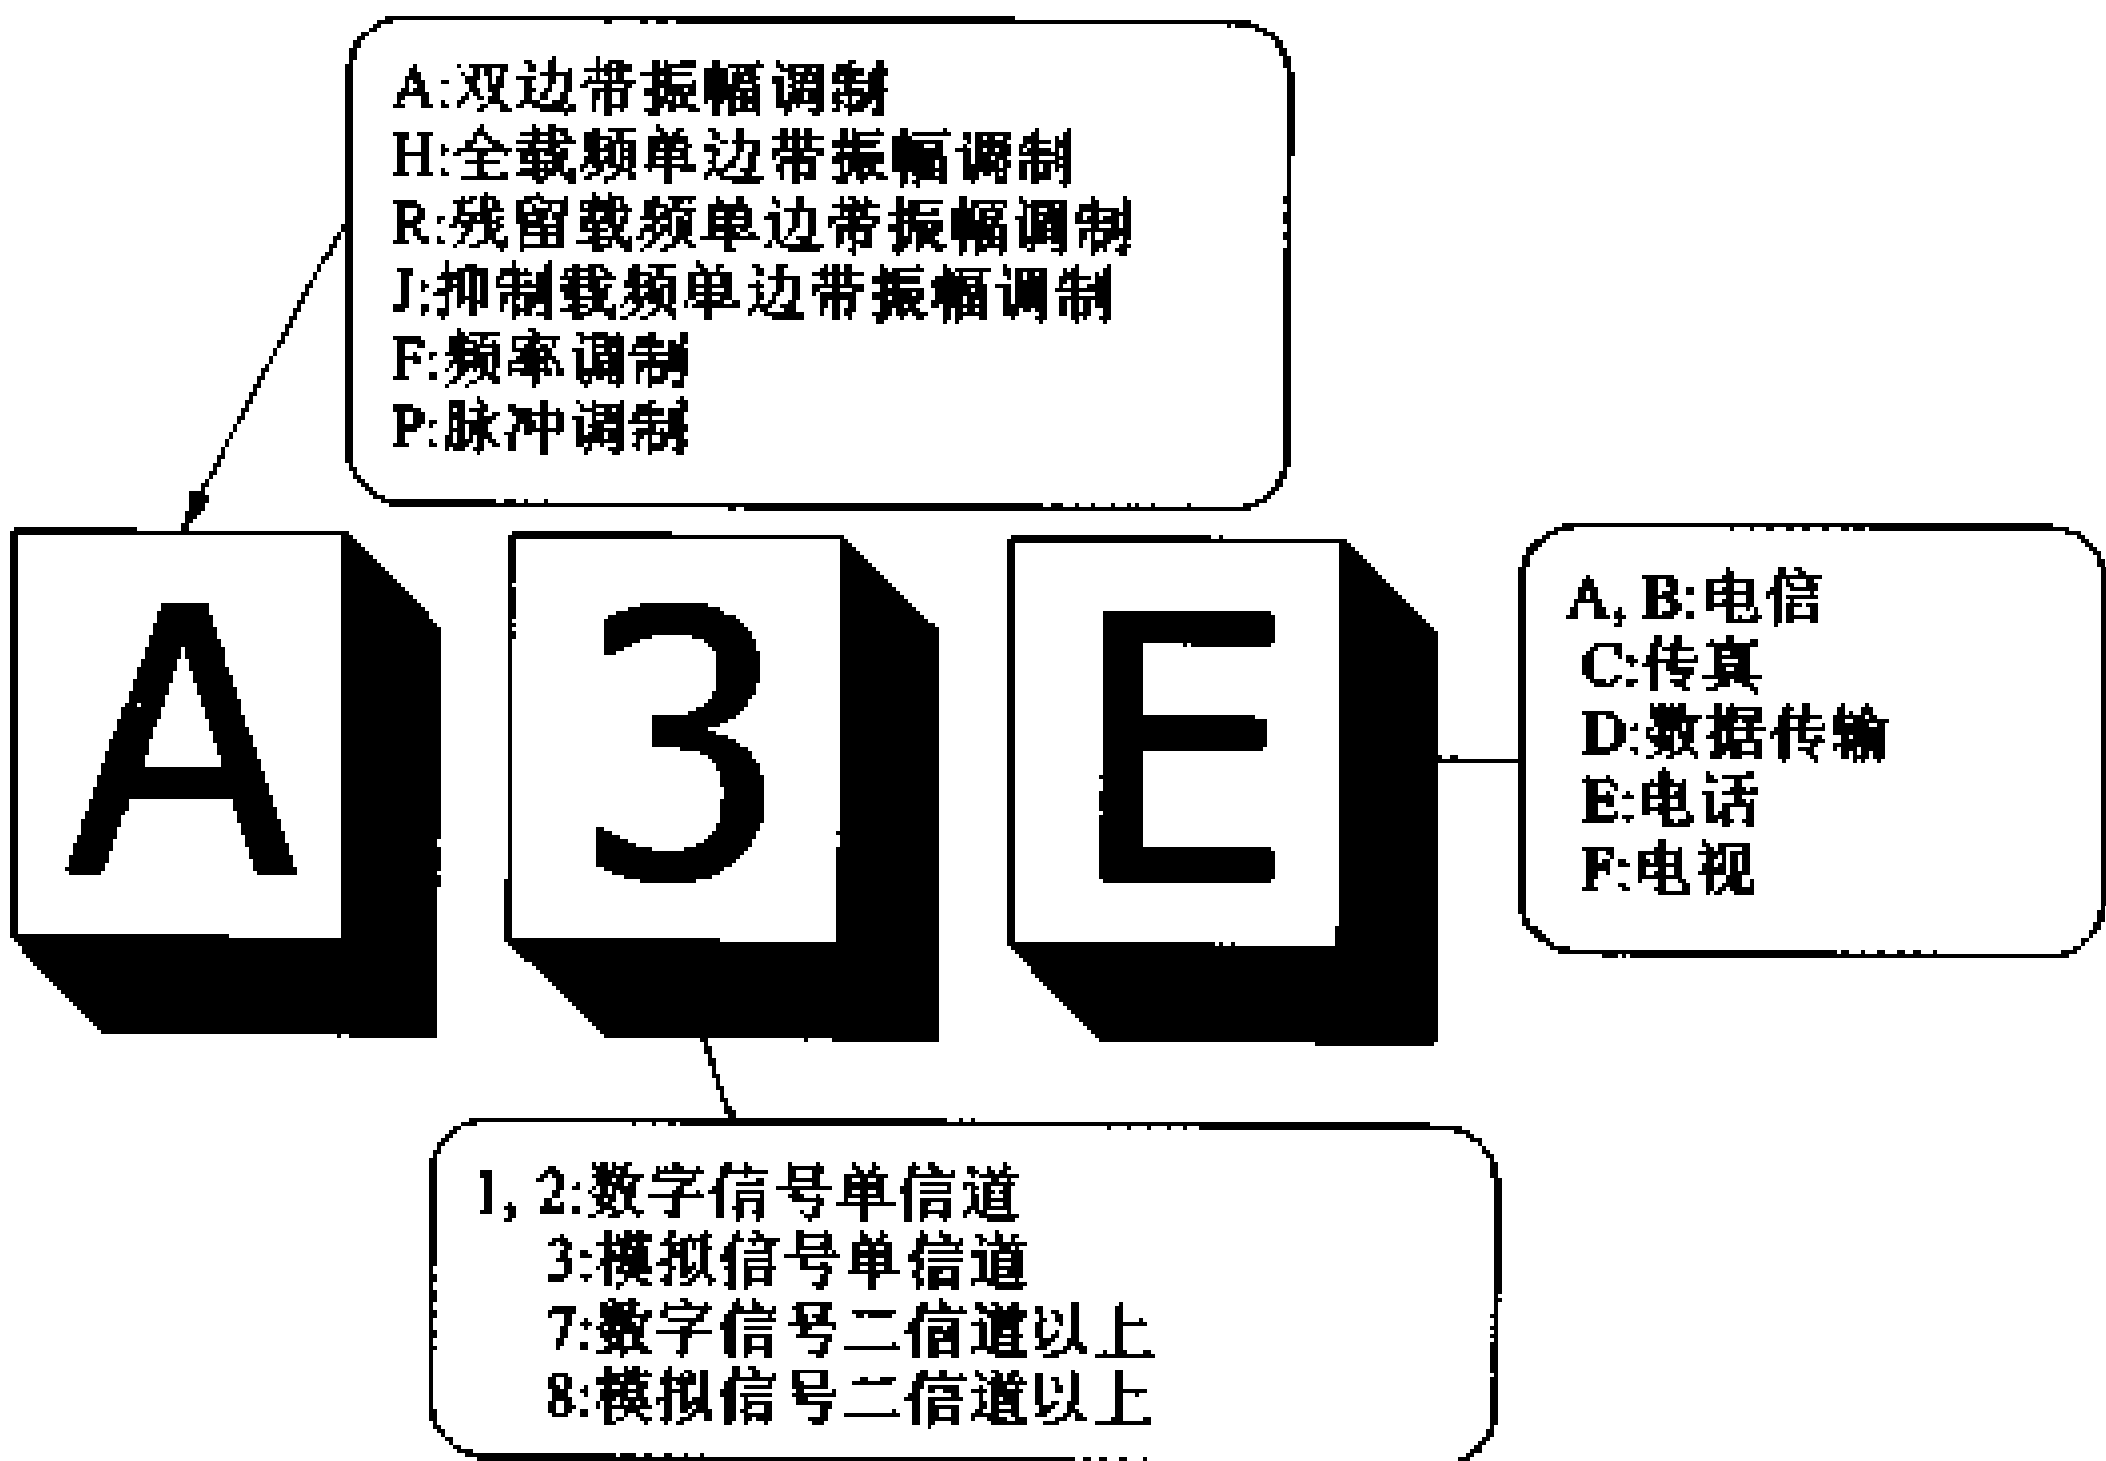 A:双边带振幅调制
H:全载频单边带振幅调制
R:残留载频单边带振幅调制
J:抑制载频单边带振幅调制
F:频率调制
P:脉冲调制
A 3 E
A, B:电信
C:传真
D:数据传输
E:电话
F:电视
1, 2:数字信号单信道
3:模拟信号单信道
7:数字信号二信道以上
8:模拟信号二信道以上